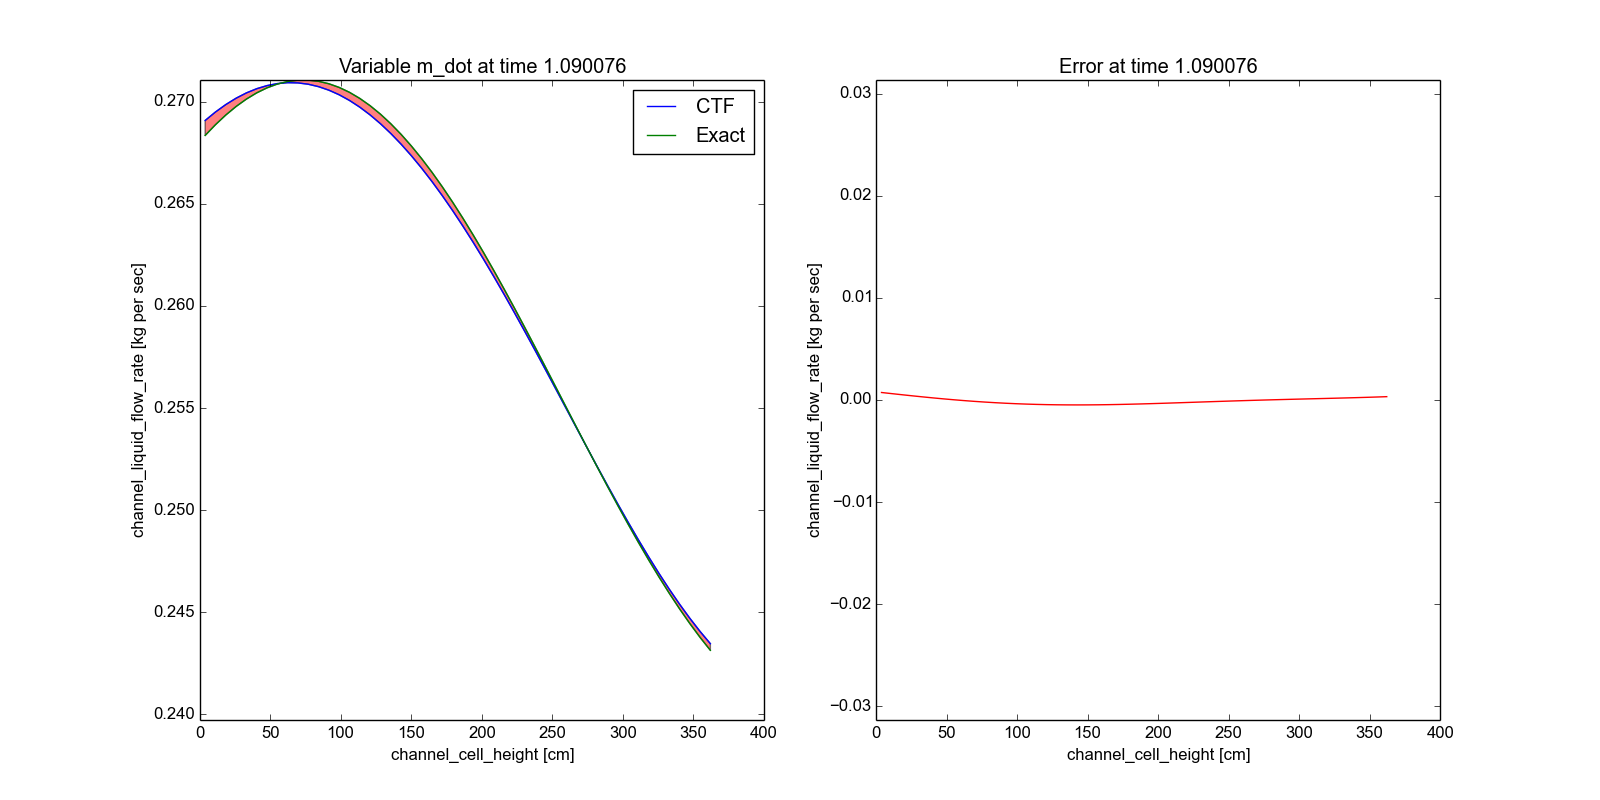 Variable m_dot at time 1.090076
CTF
Exact
0.270
0.265
0.260
0.255
0.250
0.245
0.240
channel_liquid_flow_rate [kg per sec]
0 50 100 150 200 250 300 350 400
channel_cell_height [cm]
Error at time 1.090076
0.03
0.02
0.01
0.00
−0.01
−0.02
−0.03
channel_liquid_flow_rate [kg per sec]
0 50 100 150 200 250 300 350 400
channel_cell_height [cm]